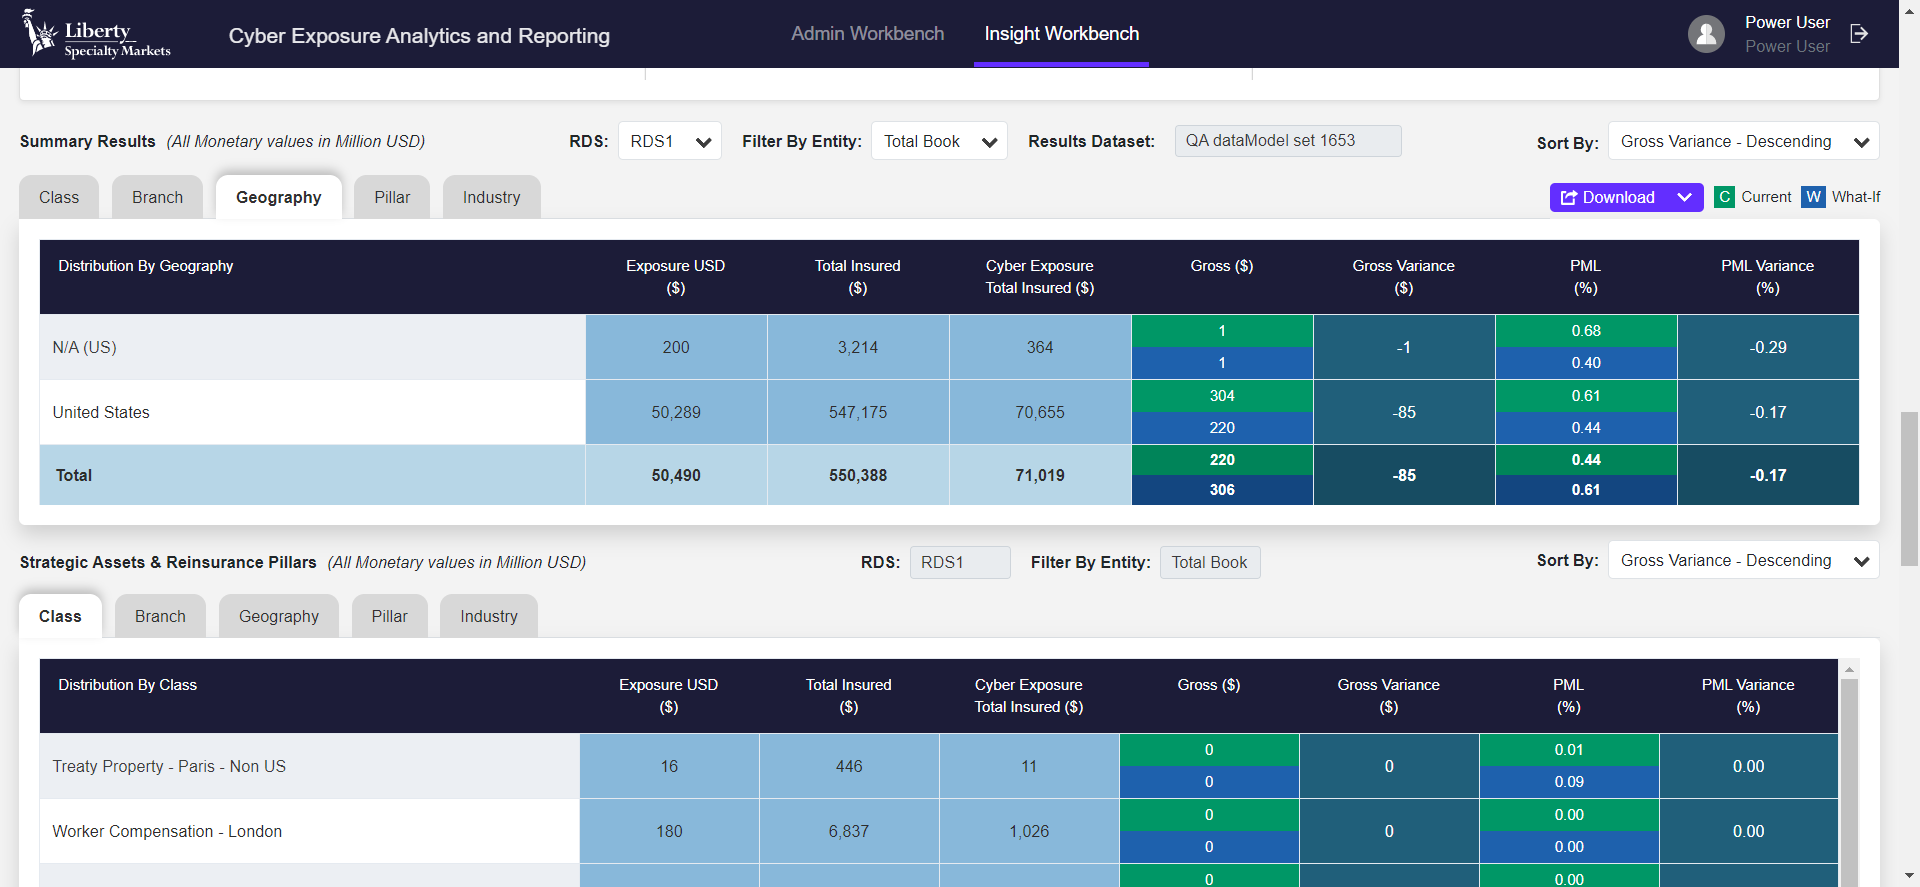 Liberty
Specialty Markets
Cyber Exposure Analytics and Reporting
Admin Workbench
Insight Workbench
Power User
Power User
Summary Results (All Monetary values in Million USD)
RDS: RDS1
Filter By Entity: Total Book
Results Dataset: QA dataModel set 1653
Sort By: Gross Variance - Descending
Class
Branch
Geography
Pillar
Industry
Download
C Current
W What-If
Distribution By Geography
Exposure USD
($)
Total Insured
($)
Cyber Exposure
Total Insured ($)
Gross ($)
Gross Variance
($)
PML
(%)
PML Variance
(%)
N/A (US)
200
3,214
364
1
1
-1
0.68
0.40
-0.29
United States
50,289
547,175
70,655
304
220
-85
0.61
0.44
-0.17
Total
50,490
550,388
71,019
220
306
-85
0.44
0.61
-0.17
Strategic Assets & Reinsurance Pillars (All Monetary values in Million USD)
RDS: RDS1
Filter By Entity: Total Book
Sort By: Gross Variance - Descending
Class
Branch
Geography
Pillar
Industry
Distribution By Class
Exposure USD
($)
Total Insured
($)
Cyber Exposure
Total Insured ($)
Gross ($)
Gross Variance
($)
PML
(%)
PML Variance
(%)
Treaty Property - Paris - Non US
16
446
11
0
0
0
0.01
0.09
0.00
Worker Compensation - London
180
6,837
1,026
0
0
0
0.00
0.00
0.00
0
0.00